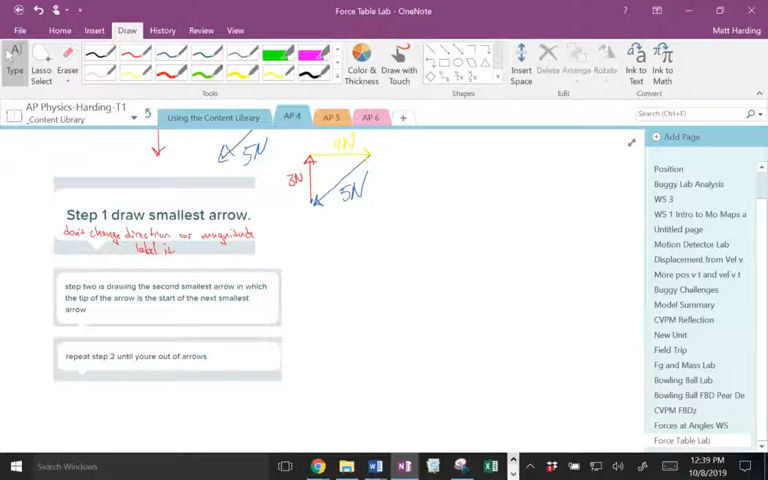 Force Table Lab - OneNote
Matt Harding
File
Home
Insert
Draw
History
Review
View
Type
Lasso Select
Eraser
Color & Thickness
Draw with Touch
Insert Space
Delete
Arrange
Rotate
Ink to Text
Ink to Math
Tools
Shapes
Edit
Convert
AP Physics-Harding-T1
_Content Library
Using the Content Library
AP 4
AP 5
AP 6
Search (Ctrl+E)
Add Page
5N
4N
3N
5N
Step 1 draw smallest arrow.
don't change direction or magnitude
label it
step two is drawing the second smallest arrow in which
the tip of the arrow is the start of the next smallest
arrow
repeat step 2 until youre out of arrows
Position
Buggy Lab Analysis
WS 3
WS 1 Intro to Mo Maps a
Untitled page
Motion Detector Lab
Displacement from Vel v
More pos v t and vel v t
Buggy Challenges
Model Summary
CVPM Reflection
New Unit
Field Trip
Fg and Mass Lab
Bowling Ball Lab
Bowling Ball FBD Pear De
CVPM FBDz
Forces at Angles WS
Force Table Lab
Search Windows
12:39 PM
10/8/2019